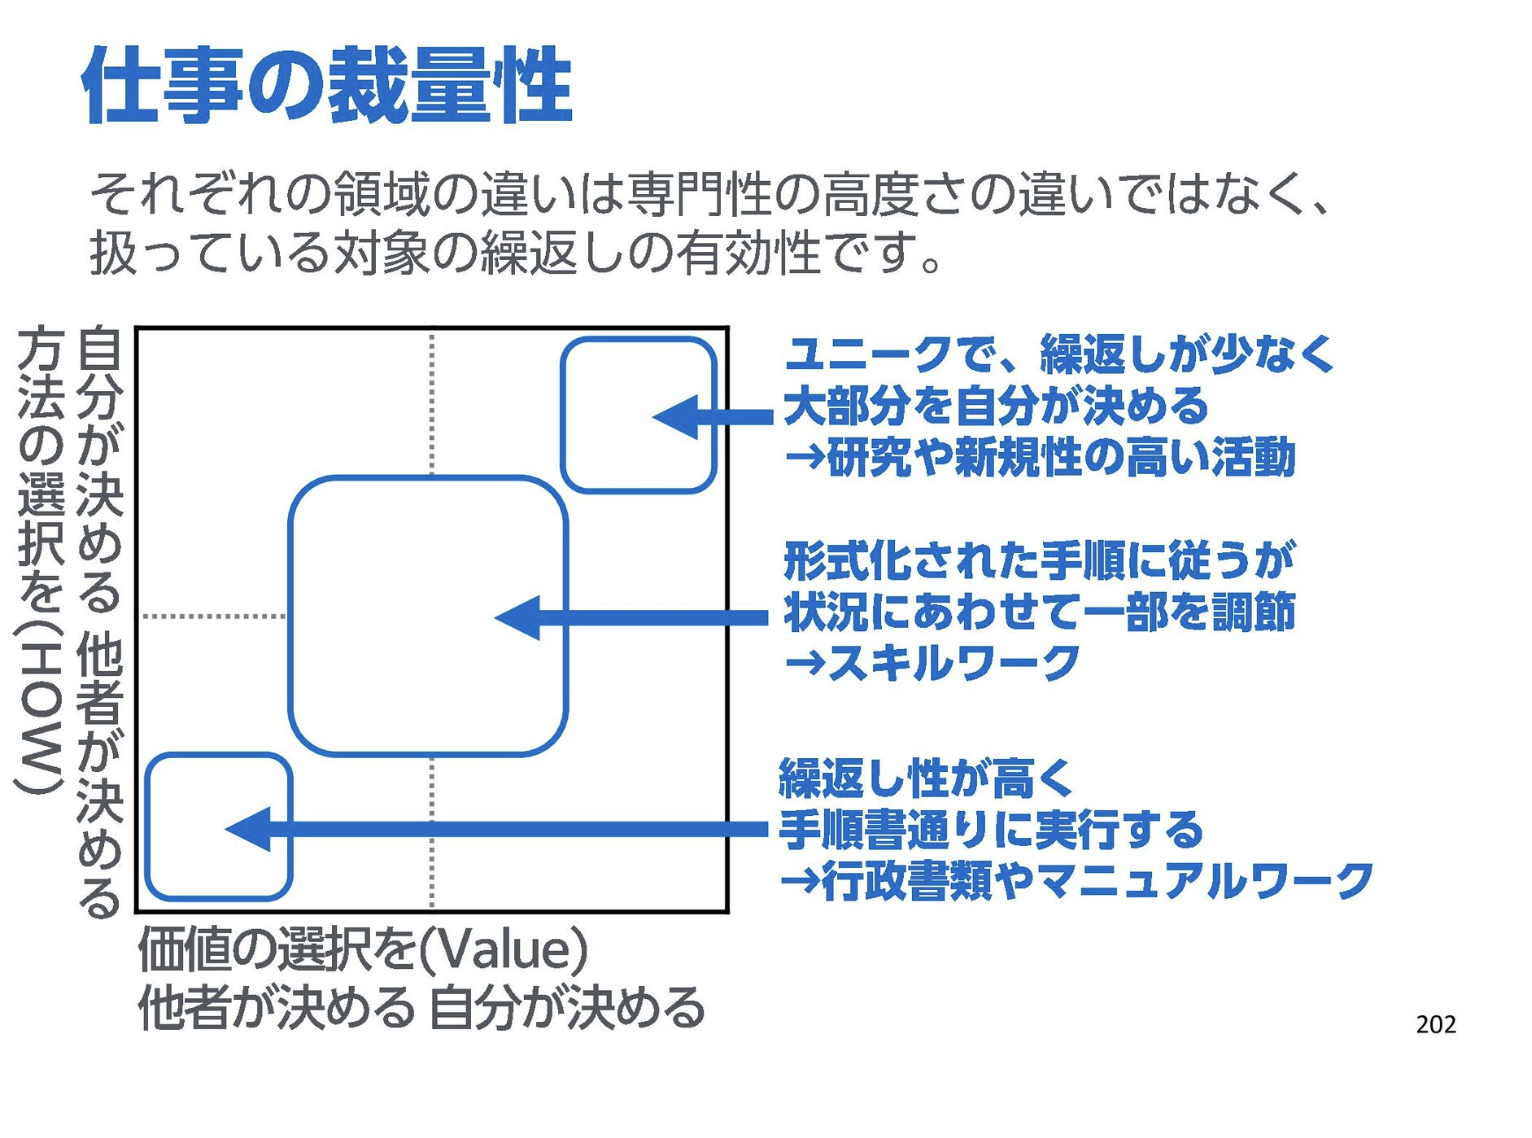 仕事の裁量性
それぞれの領域の違いは専門性の高度さの違いではなく、
扱っている対象の繰返しの有効性です。
方法の選択を(HOW)
自分が決める 他者が決める
ユニークで、繰返しが少なく
大部分を自分が決める
→研究や新規性の高い活動
形式化された手順に従うが
状況にあわせて一部を調節
→スキルワーク
繰返し性が高く
手順書通りに実行する
→行政書類やマニュアルワーク
価値の選択を(Value)
他者が決める 自分が決める
202